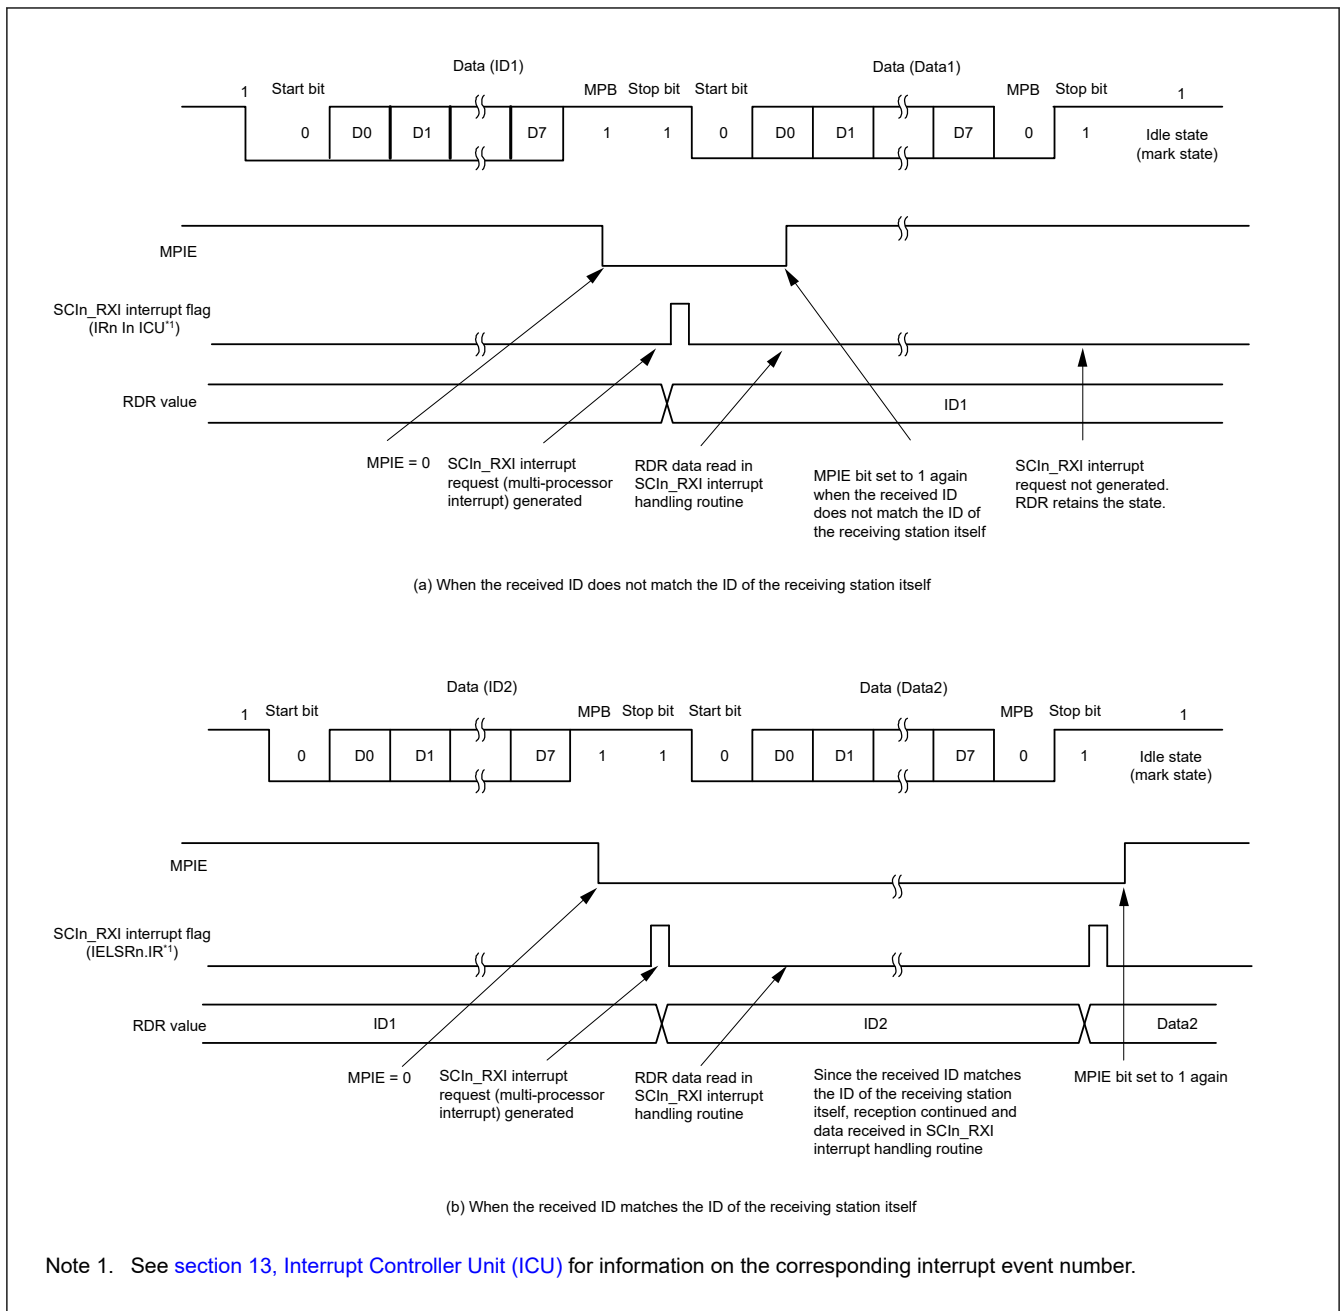 Data (ID1) Data (Data1)
1 Start bit MPB Stop bit Start bit MPB Stop bit 1
0 D0 D1 D7 1 1 0 D0 D1 D7 0 1 Idle state
(mark state)
MPIE
SCIn_RXI interrupt flag
(IRn In ICU*1)
RDR value ID1
MPIE = 0
SCIn_RXI interrupt
request (multi-processor
interrupt) generated
RDR data read in
SCIn_RXI interrupt
handling routine
MPIE bit set to 1 again
when the received ID
does not match the ID of
the receiving station itself
SCIn_RXI interrupt
request not generated.
RDR retains the state.
(a) When the received ID does not match the ID of the receiving station itself
Data (ID2) Data (Data2)
1 Start bit MPB Stop bit Start bit MPB Stop bit 1
0 D0 D1 D7 1 1 0 D0 D1 D7 0 1 Idle state
(mark state)
MPIE
SCIn_RXI interrupt flag
(IELSRn.IR*1)
RDR value ID1 ID2 Data2
MPIE = 0
SCIn_RXI interrupt
request (multi-processor
interrupt) generated
RDR data read in
SCIn_RXI interrupt
handling routine
Since the received ID matches
the ID of the receiving station
itself, reception continued and
data received in SCIn_RXI
interrupt handling routine
MPIE bit set to 1 again
(b) When the received ID matches the ID of the receiving station itself
Note 1. See section 13, Interrupt Controller Unit (ICU) for information on the corresponding interrupt event number.